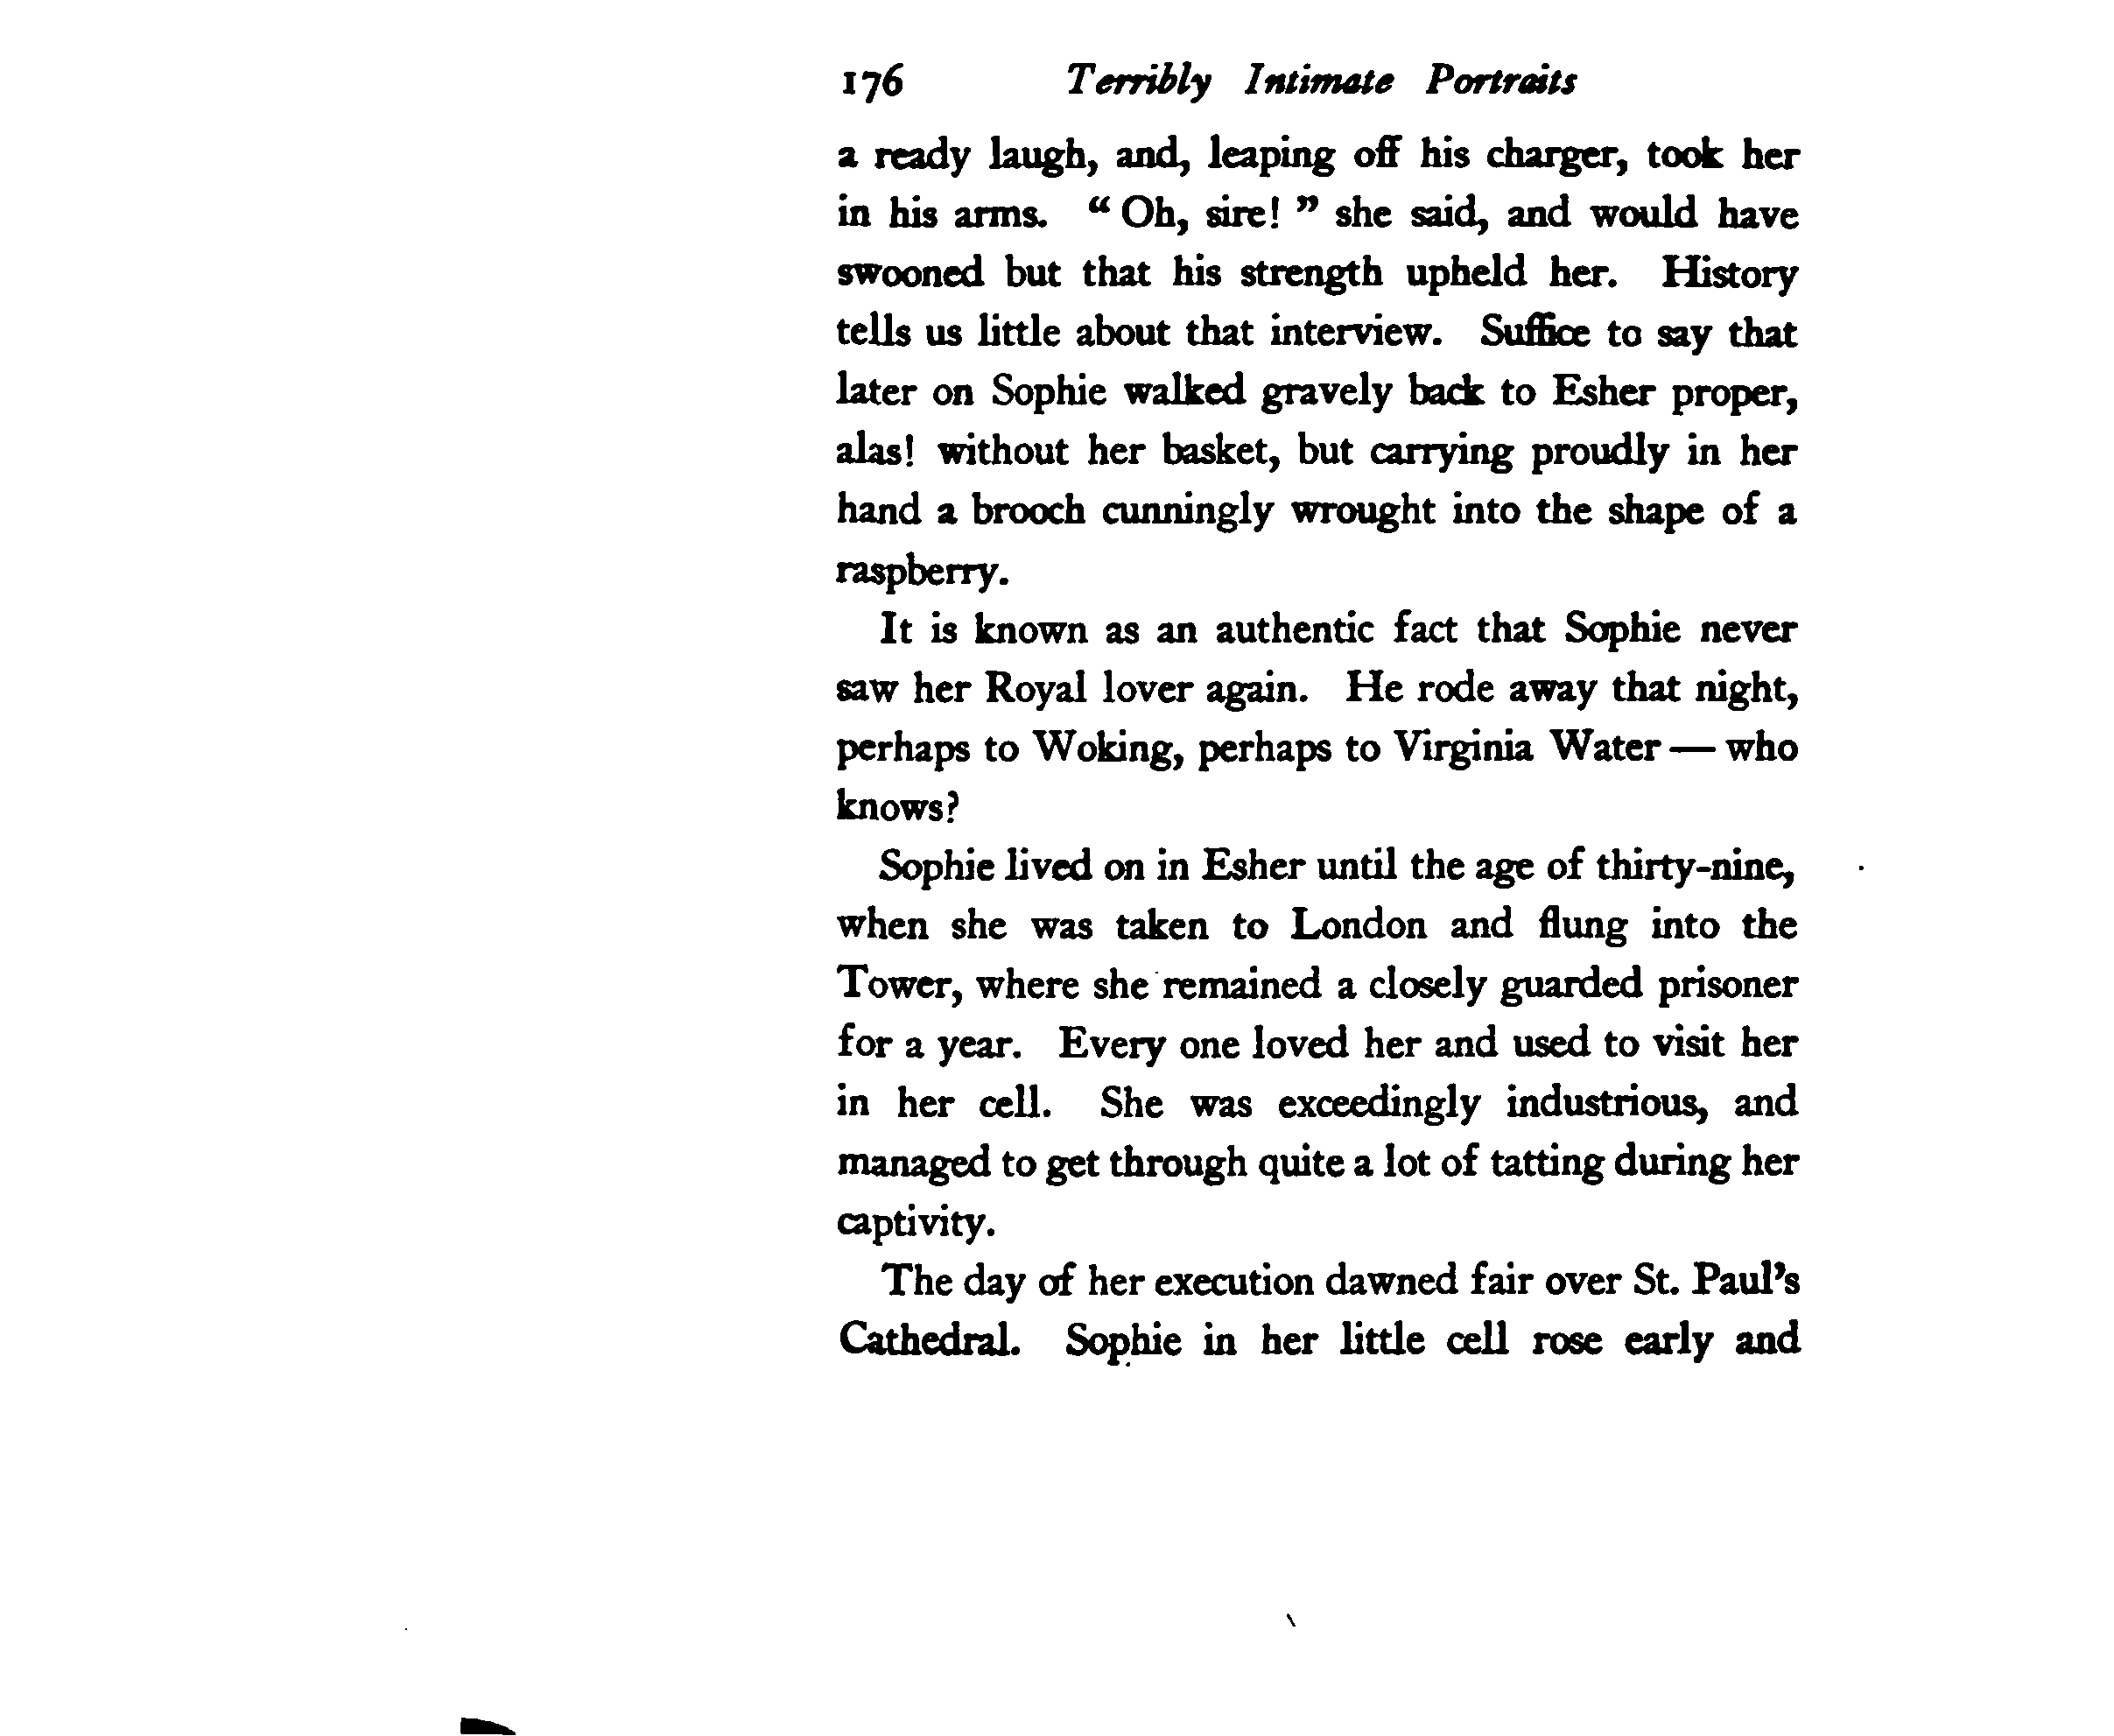 176 Terribly Intimate Portraits
a ready laugh, and, leaping off his charger, took her
in his arms. “ Oh, sire! ” she said, and would have
swooned but that his strength upheld her. History
tells us little about that interview. Suffice to say that
later on Sophie walked gravely back to Esher proper,
alas! without her basket, but carrying proudly in her
hand a brooch cunningly wrought into the shape of a
raspberry.
It is known as an authentic fact that Sophie never
saw her Royal lover again. He rode away that night,
perhaps to Woking, perhaps to Virginia Water — who
knows?
Sophie lived on in Esher until the age of thirty-nine,
when she was taken to London and flung into the
Tower, where she remained a closely guarded prisoner
for a year. Every one loved her and used to visit her
in her cell. She was exceedingly industrious, and
managed to get through quite a lot of tatting during her
captivity.
The day of her execution dawned fair over St. Paul’s
Cathedral. Sophie in her little cell rose early and